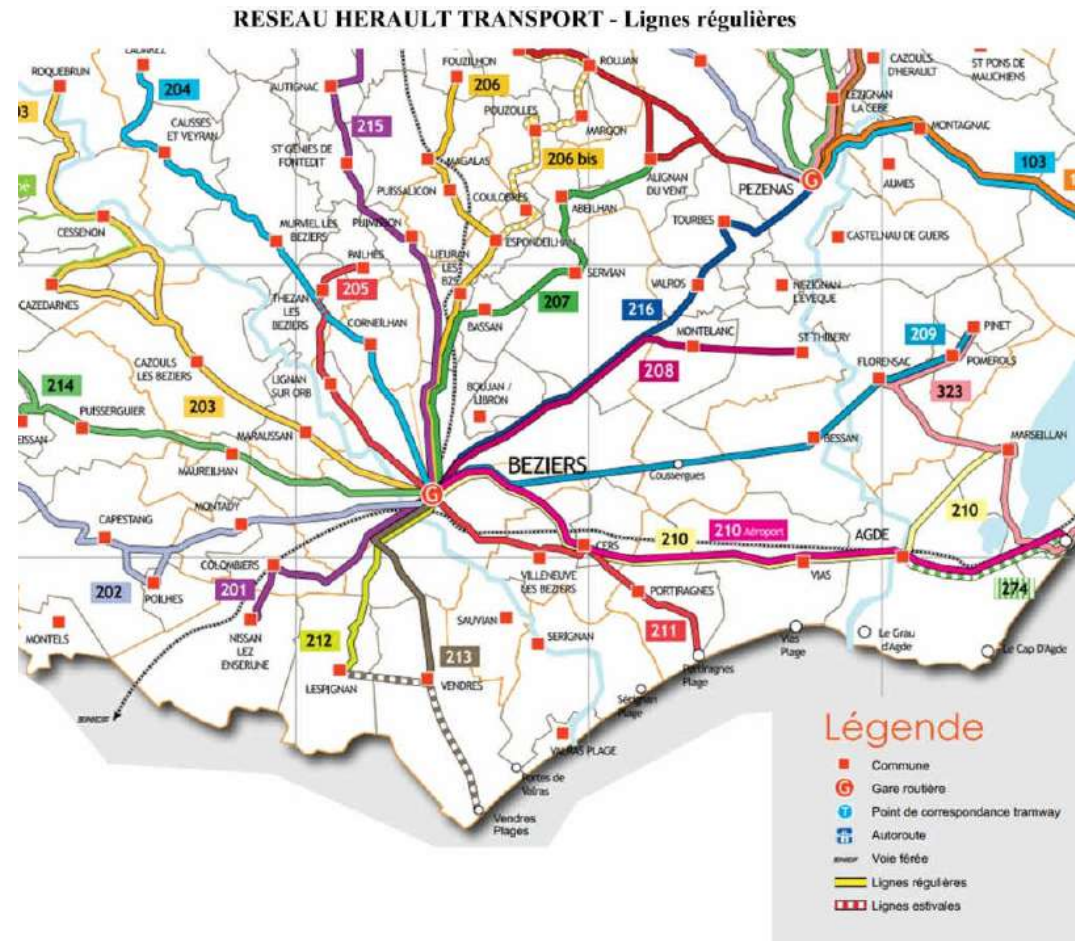 RESEAU HERAULT TRANSPORT - Lignes régulières
ROQUEBRUN
204
CAUSSES
ET VEYRAN
AUTIGNAC
215
ST GENIES DE
FONTEDIT
FOUZILHON
206
POUZOLLES
ROUJAN
MARGON
206 bis
MAGALAS
PUISSALICON
COULOBRES
ABEILHAN
ALIGNAN
DU VENT
CAZOULS
D'HERAULT
ST PONS DE
MAUCHIENS
LEZIGNAN
LA CEBE
MONTAGNAC
103
PEZENAS
G
AUMES
TOURBES
CASTELNAU DE GUERS
CESSENON
MURVIEL LES
BEZIERS
PUIMISSON
PAILHES
205
LIEURAN
LES
BZS
ESPONDEILHAN
SERVIAN
207
BASSAN
VALROS
NEZIGNAN
L'EVEQUE
CAZEDARNES
THEZAN
LES
BEZIERS
CORNEILHAN
216
MONTBLANC
ST THIBERY
208
209
PINET
FLORENSAC
POMEROLS
323
CAZOULS
LES BEZIERS
LIGNAN
SUR ORB
BOUJAN /
LIBRON
214
PUISSERGUIER
203
MARAUSSAN
MAUREILHAN
BEZIERS
G
Coussergues
BESSAN
MARSEILLAN
210
CAPESTANG
MONTADY
COLOMBIERS
202
POILHES
201
CERS
210
210 Aéroport
AGDE
VILLENEUVE
LES BEZIERS
VIAS
PORTIRAGNES
274
MONTELS
NISSAN
LEZ
ENSERUNE
212
213
SAUVIAN
SERIGNAN
211
Vias
Plage
Le Grau
d'Agde
Le Cap D'Agde
LESPIGNAN
VENDRES
Portiragnes
Plage
Sérignan
Plage
SNCF
VALRAS PLAGE
Portes de
Valras
Vendres
Plages
Légende
Commune
G Gare routière
T Point de correspondance tramway
Autoroute
SNCF Voie férée
Lignes régulières
Lignes estivales